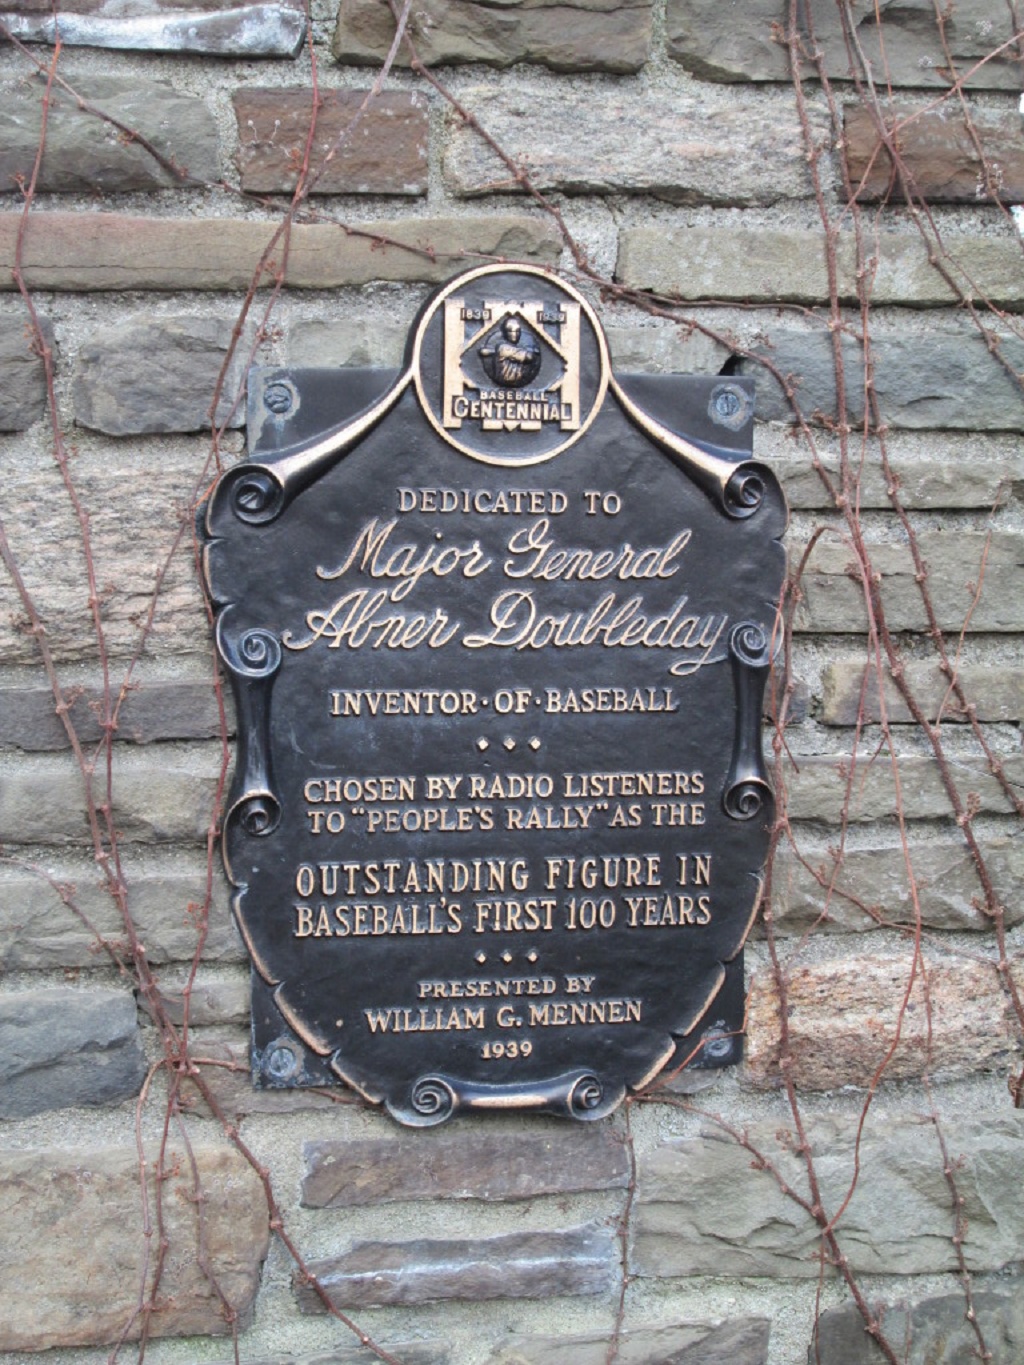 1839 1939
BASEBALL
CENTENNIAL
DEDICATED TO
Major General
Abner Doubleday
INVENTOR·OF·BASEBALL
CHOSEN BY RADIO LISTENERS
TO "PEOPLE'S RALLY" AS THE
OUTSTANDING FIGURE IN
BASEBALL'S FIRST 100 YEARS
PRESENTED BY
WILLIAM G. MENNEN
1939